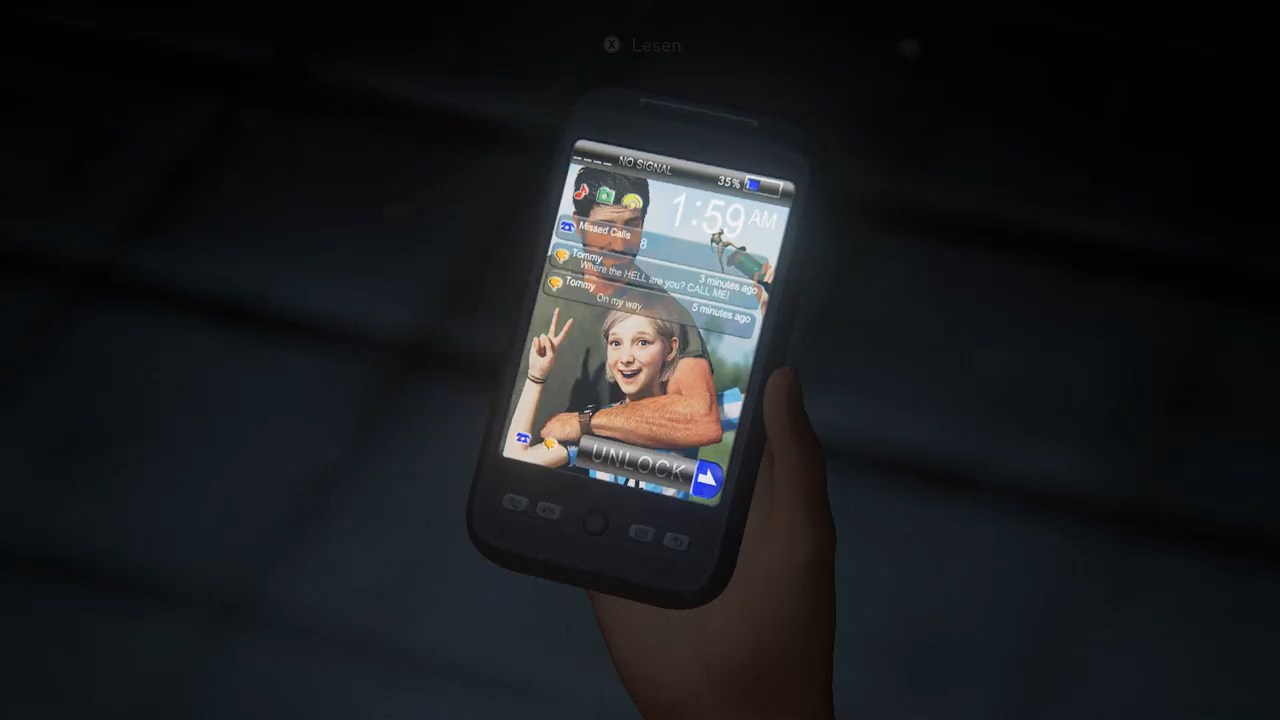 X Lesen
NO SIGNAL 35%
1:59 AM
Missed Calls
8
Tommy 3 minutes ago
Where the HELL are you? CALL ME!
Tommy 5 minutes ago
On my way
UNLOCK